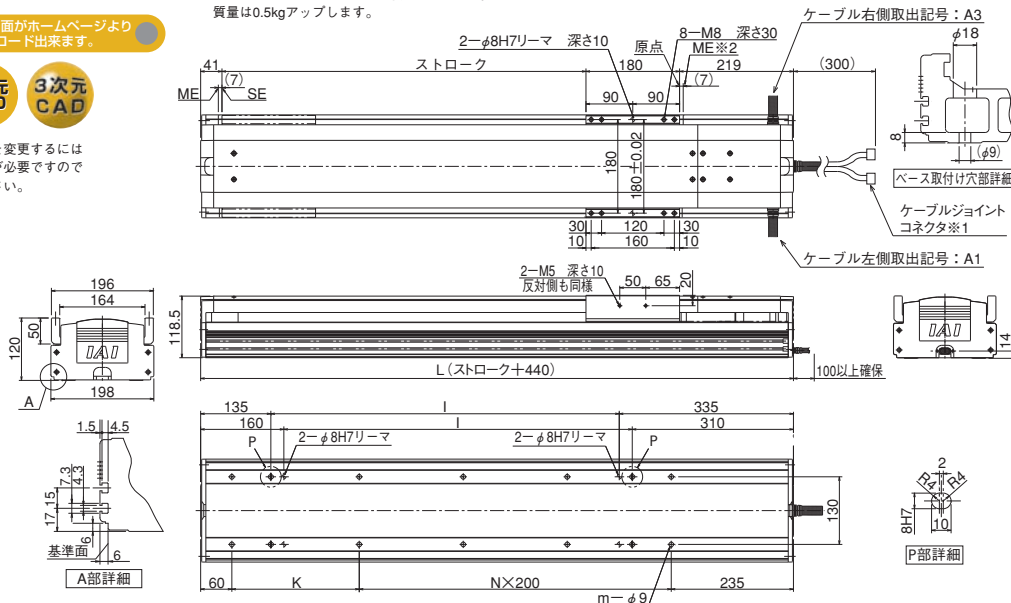 質量は0.5kgアップします。
面がホームページより
ロード出来ます。
3次元
CAD
を変更するには
が必要ですので
さい。
ケーブル右側取出記号：A3
2－φ8H7リーマ　深さ10
8－M8　深さ30
原点
ME※2
41
ストローク
180
219
(300)
(7)
(7)
ME
SE
90
90
180
180±0.02
30
120
30
10
160
10
φ18
8
(φ9)
ベース取付け穴部詳細
ケーブルジョイント
コネクタ※1
ケーブル左側取出記号：A1
2－M5　深さ10
反対側も同様
50
65
20
118.5
L (ストローク＋440)
100以上確保
196
164
50
120
IAI
A
198
IAI
14
135
l
335
160
l
310
P
2－φ8H7リーマ
2－φ8H7リーマ
P
130
60
K
N×200
235
m－φ9
1.5
4.5
7.3
4.3
15
17
6
基準面
6
A部詳細
2
R4
R4
8H7
10
P部詳細